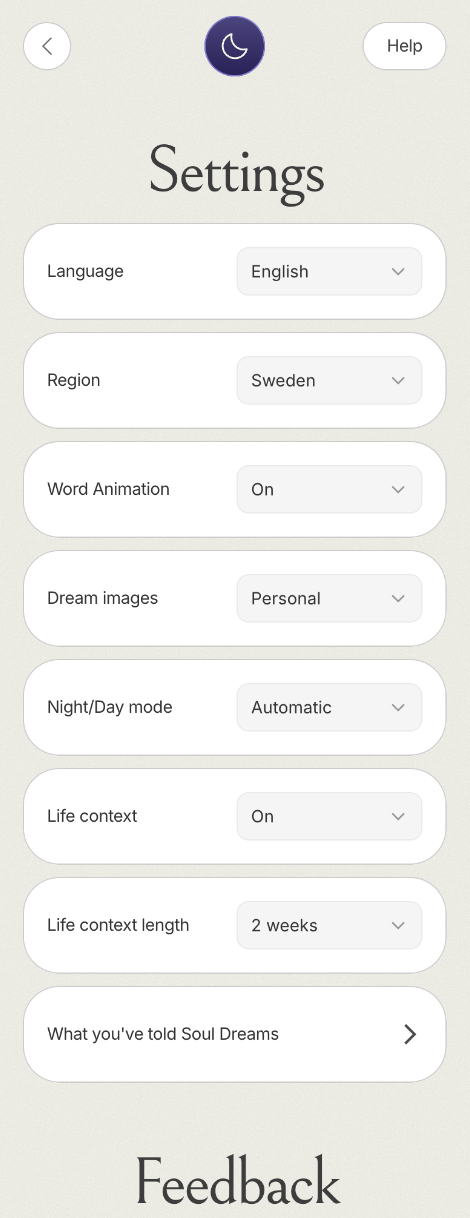 Help
Settings
Language
English
Region
Sweden
Word Animation
On
Dream images
Personal
Night/Day mode
Automatic
Life context
On
Life context length
2 weeks
What you've told Soul Dreams
Feedback